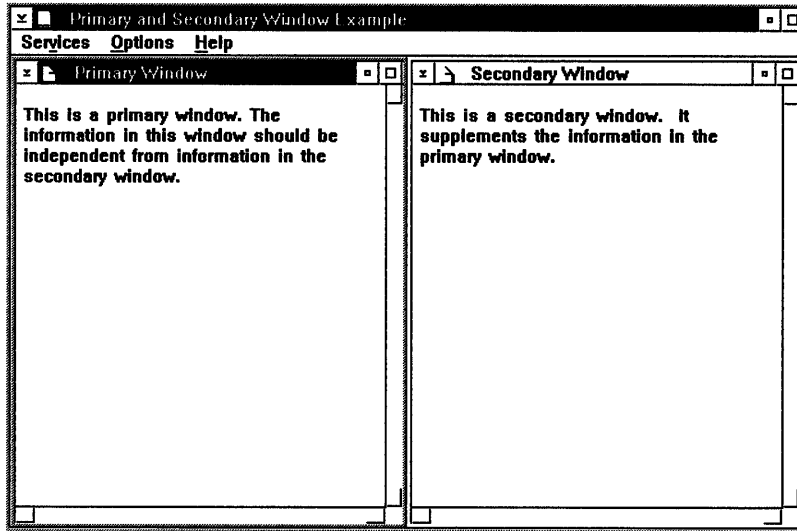 Primary and Secondary Window Example
Services Options Help
Primary Window
This is a primary window. The
information in this window should be
independent from information in the
secondary window.
Secondary Window
This is a secondary window. It
supplements the information in the
primary window.